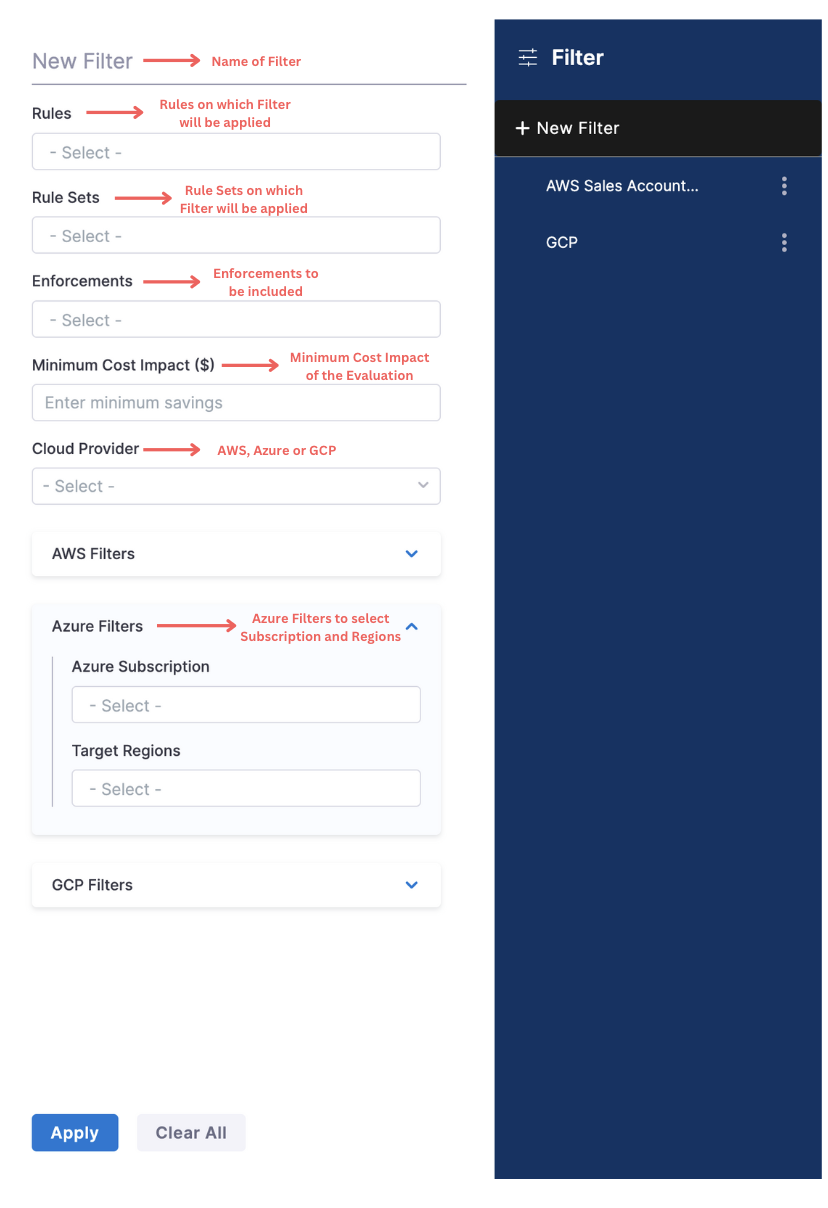 New Filter
Name of Filter
Rules
Rules on which Filter
will be applied
- Select -
Rule Sets
Rule Sets on which
Filter will be applied
- Select -
Enforcements
Enforcements to
be included
- Select -
Minimum Cost Impact ($)
Minimum Cost Impact
of the Evaluation
Enter minimum savings
Cloud Provider
AWS, Azure or GCP
- Select -
AWS Filters
Azure Filters
Azure Filters to select
Subscription and Regions
Azure Subscription
- Select -
Target Regions
- Select -
GCP Filters
Apply
Clear All
Filter
+ New Filter
AWS Sales Account...
GCP